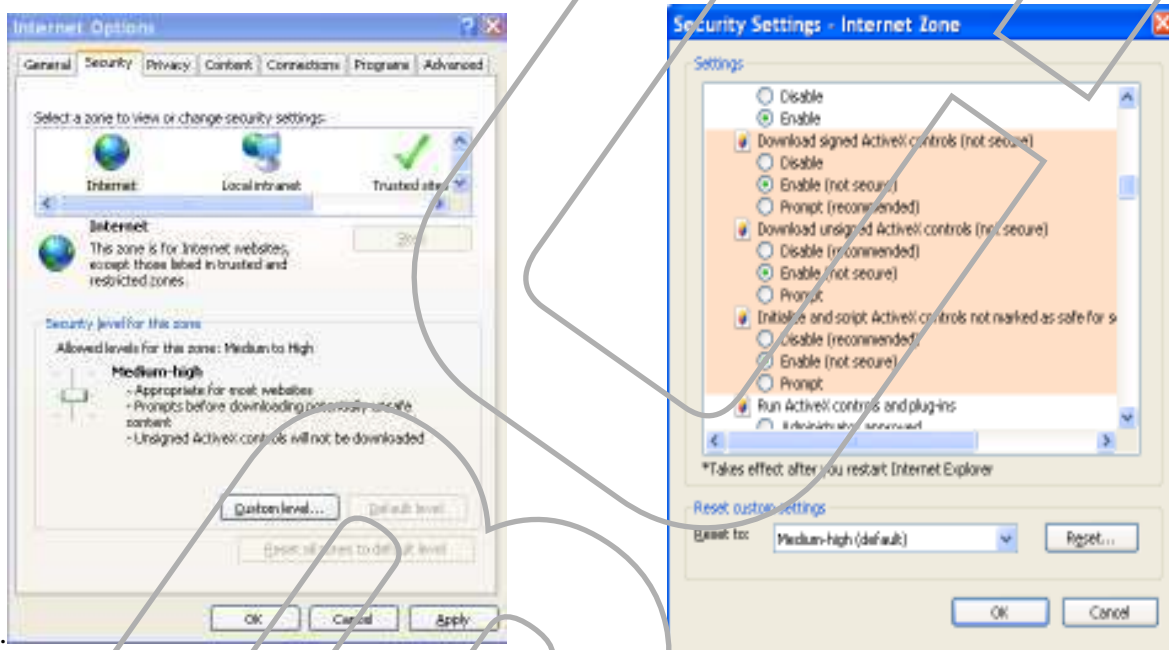 Internet Options
General Security Privacy Content Connections Programs Advanced
Select a zone to view or change security settings.
Internet Local intranet Trusted sites
Internet
This zone is for Internet websites,
except those listed in trusted and
restricted zones.
Sites
Security level for this zone
Allowed levels for this zone: Medium to High
Medium-high
- Appropriate for most websites
- Prompts before downloading potentially unsafe
content
- Unsigned ActiveX controls will not be downloaded
Custom level... Default level
Reset all zones to default level
OK Cancel Apply
.
Security Settings - Internet Zone
Settings
Disable
Enable
Download signed ActiveX controls (not secure)
Disable
Enable (not secure)
Prompt (recommended)
Download unsigned ActiveX controls (not secure)
Disable (recommended)
Enable (not secure)
Prompt
Initialize and script ActiveX controls not marked as safe for s
Disable (recommended)
Enable (not secure)
Prompt
Run ActiveX controls and plug-ins
Administrator approved
*Takes effect after you restart Internet Explorer
Reset custom settings
Reset to: Medium-high (default) Reset...
OK Cancel